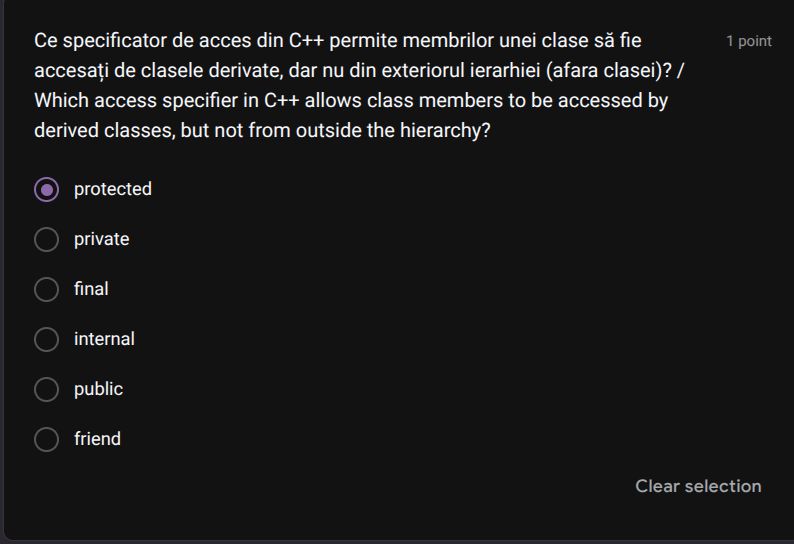 Ce specificator de acces din C++ permite membrilor unei clase să fie
1 point
accesați de clasele derivate, dar nu din exteriorul ierarhiei (afara clasei)? /
Which access specifier in C++ allows class members to be accessed by
derived classes, but not from outside the hierarchy?
protected
private
final
internal
public
friend
Clear selection